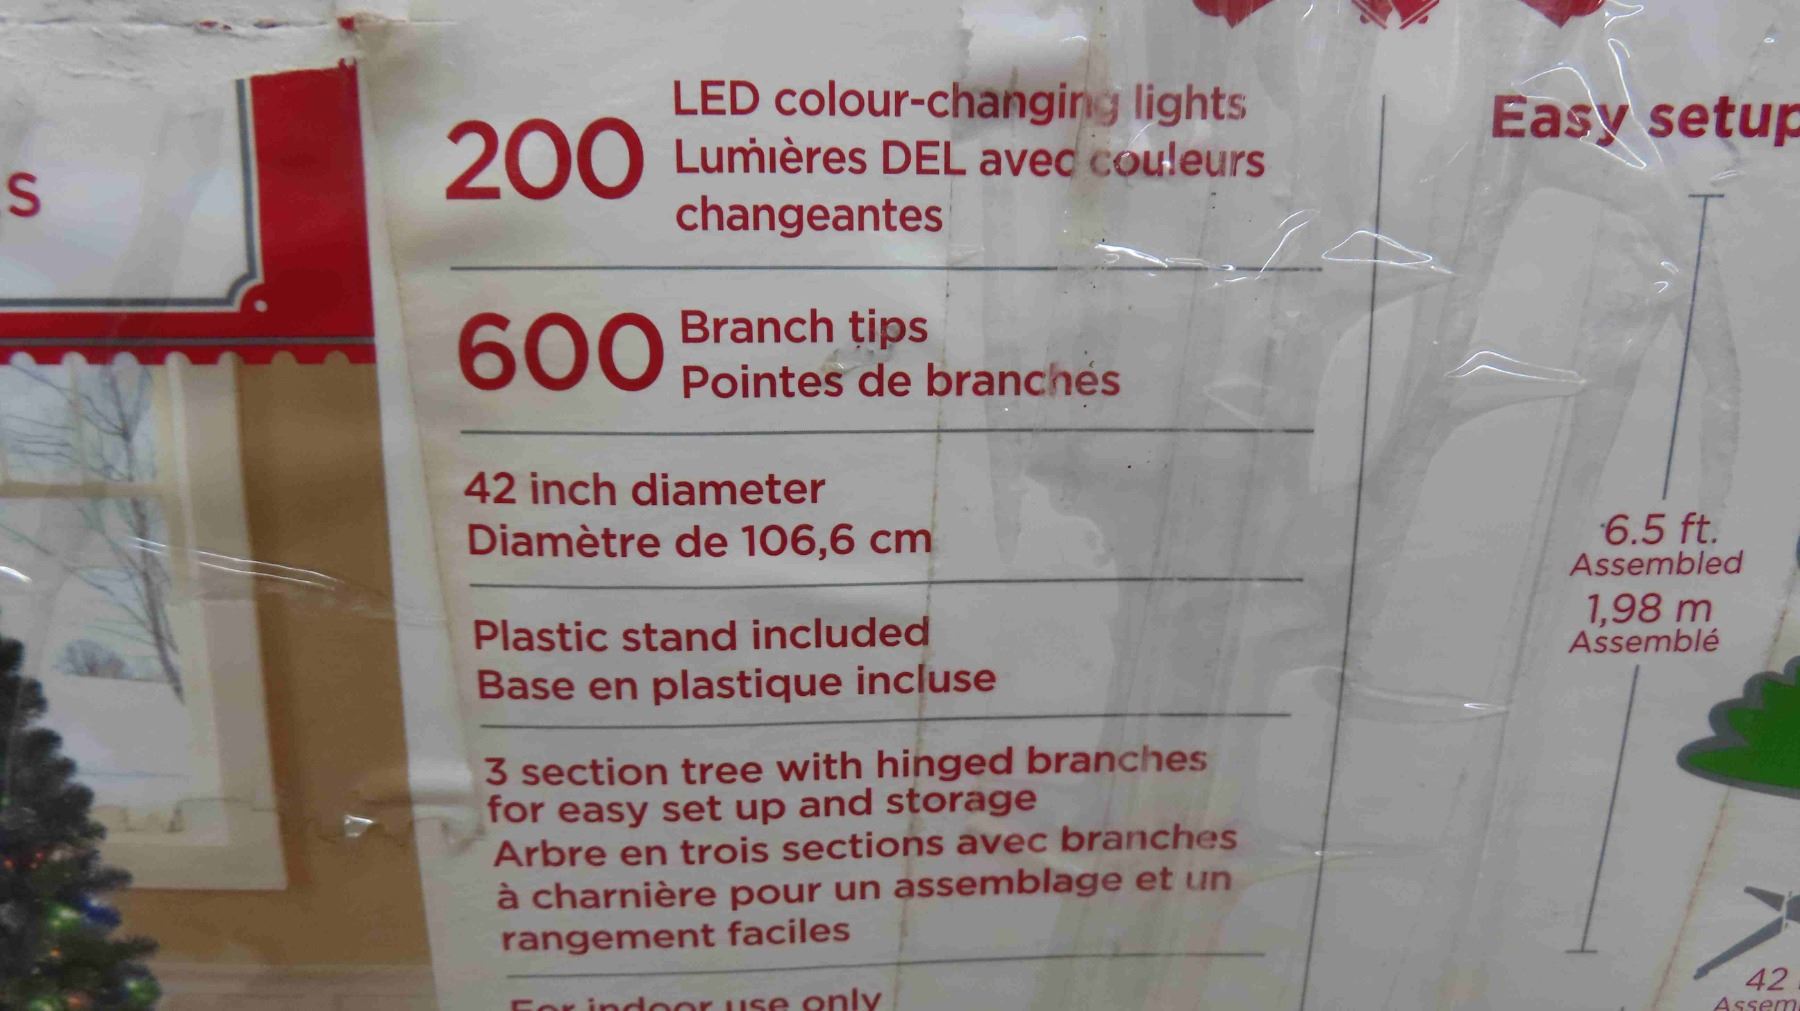 S
200
LED colour-changing lights
Lumières DEL avec couleurs
changeantes
600
Branch tips
Pointes de branches
42 inch diameter
Diamètre de 106,6 cm
Plastic stand included
Base en plastique incluse
3 section tree with hinged branches
for easy set up and storage
Arbre en trois sections avec branches
à charnière pour un assemblage et un
rangement faciles
For indoor use only
Easy setup
6.5 ft.
Assembled
1,98 m
Assemblé
42